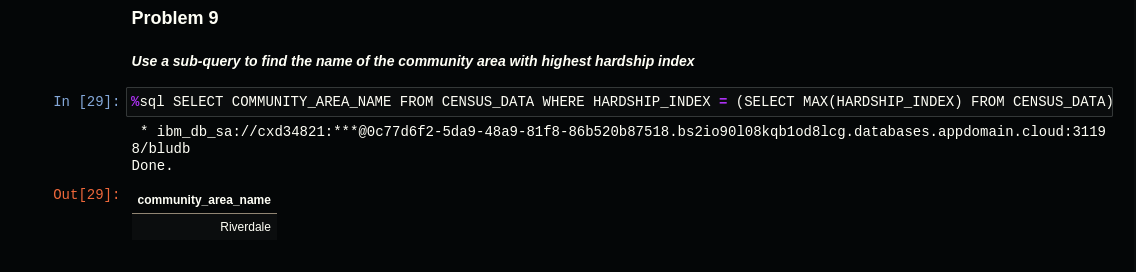 Problem 9
Use a sub-query to find the name of the community area with highest hardship index
In [29]: %sql SELECT COMMUNITY_AREA_NAME FROM CENSUS_DATA WHERE HARDSHIP_INDEX = (SELECT MAX(HARDSHIP_INDEX) FROM CENSUS_DATA)
* ibm_db_sa://cxd34821:***@0c77d6f2-5da9-48a9-81f8-86b520b87518.bs2io90l08kqb1od8lcg.databases.appdomain.cloud:3119
8/bludb
Done.
Out[29]: community_area_name
Riverdale